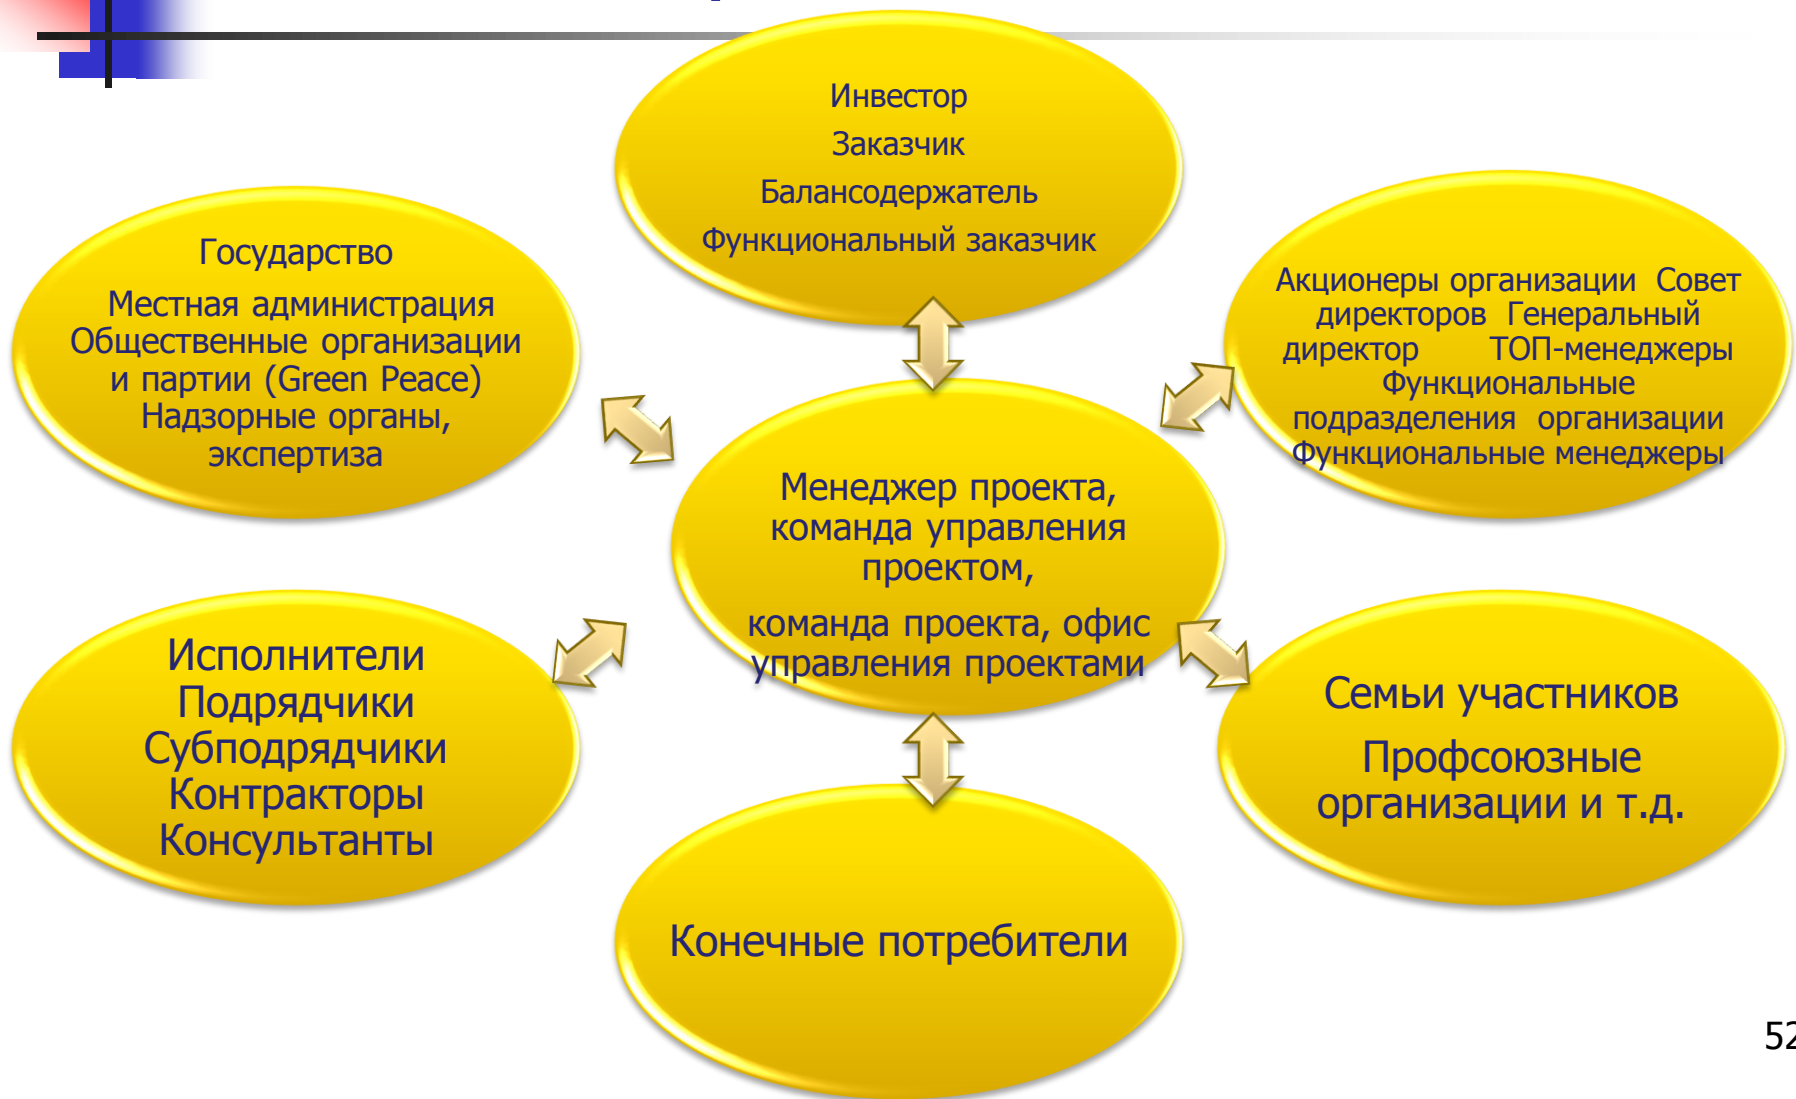 Инвестор
Заказчик
Балансодержатель
Функциональный заказчик
Государство
Местная администрация
Общественные организации
и партии (Green Peace)
Надзорные органы,
экспертиза
Акционеры организации Совет
директоров Генеральный
директор ТОП-менеджеры
Функциональные
подразделения организации
Функциональные менеджеры
Менеджер проекта,
команда управления
проектом,
команда проекта, офис
управления проектами
Исполнители
Подрядчики
Субподрядчики
Контракторы
Консультанты
Семьи участников
Профсоюзные
организации и т.д.
Конечные потребители
52